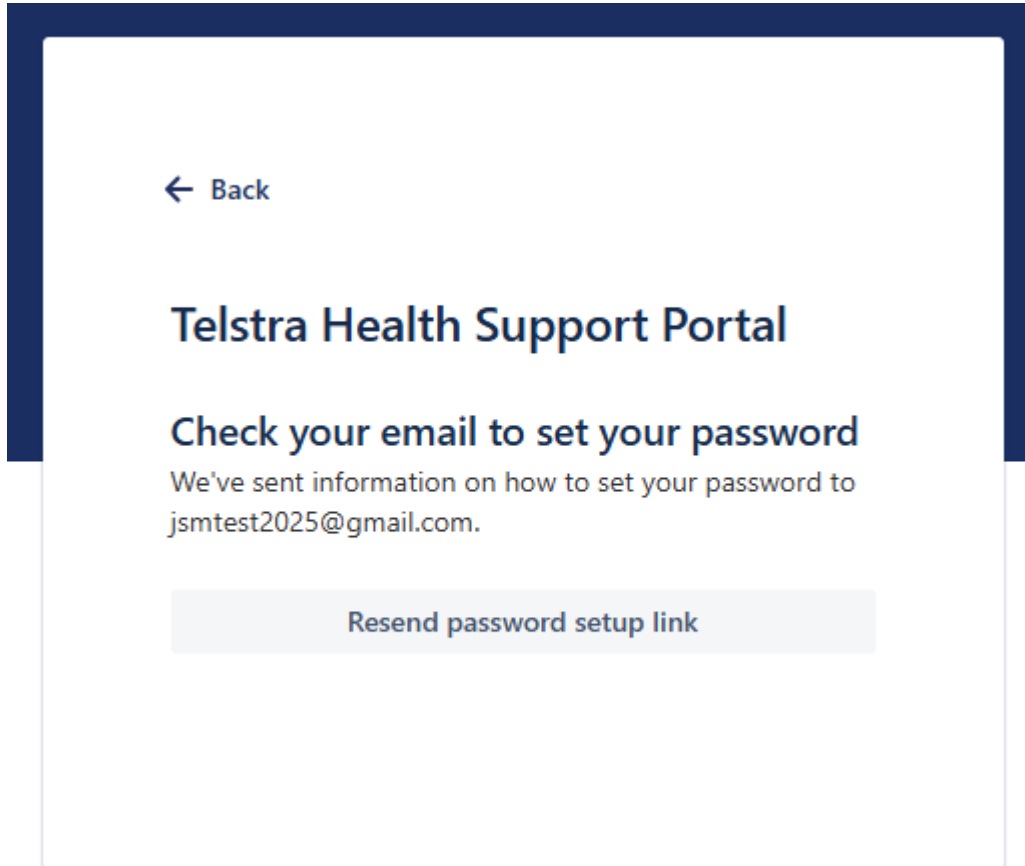 ← Back
Telstra Health Support Portal
Check your email to set your password
We've sent information on how to set your password to
jsmtest2025@gmail.com.
Resend password setup link